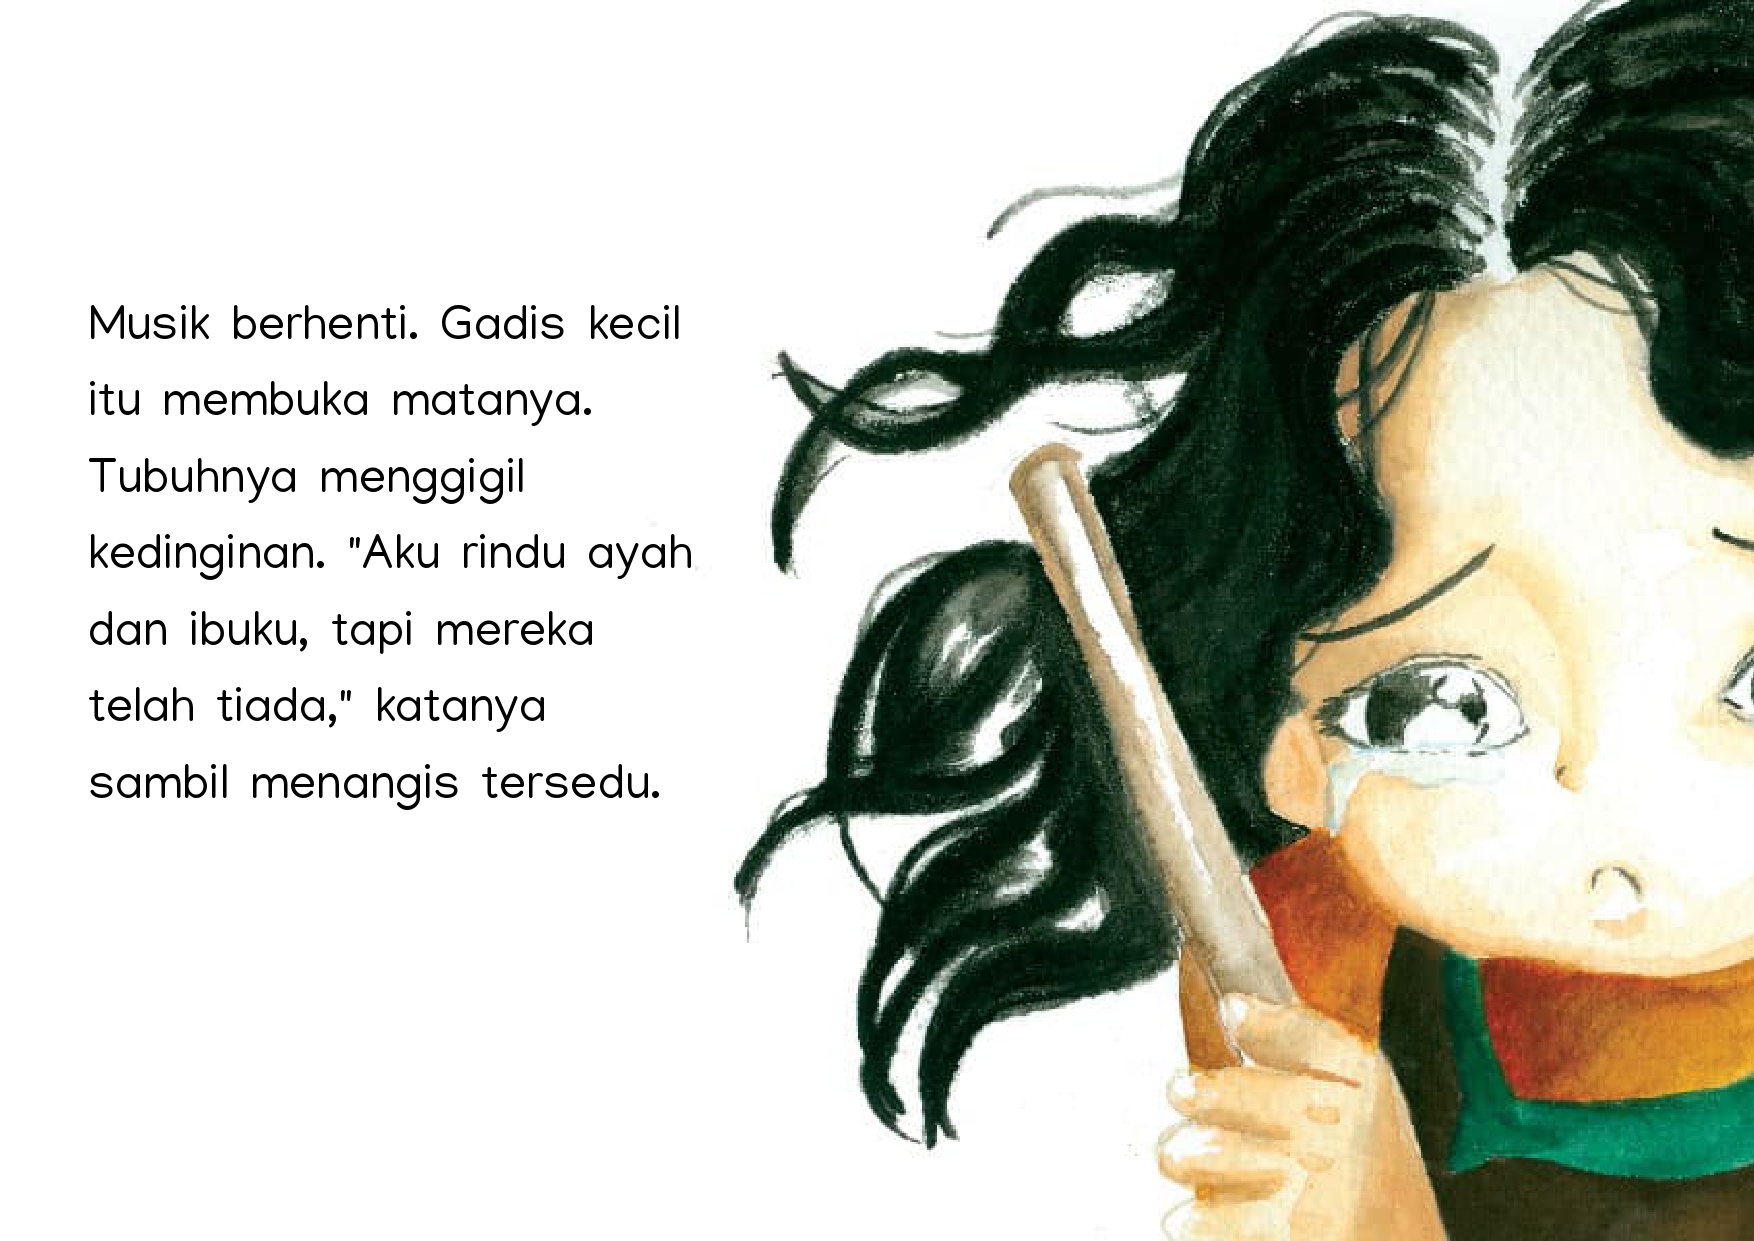 Musik berhenti. Gadis kecil
itu membuka matanya.
Tubuhnya menggigil
kedinginan. "Aku rindu ayah
dan ibuku, tapi mereka
telah tiada," katanya
sambil menangis tersedu.